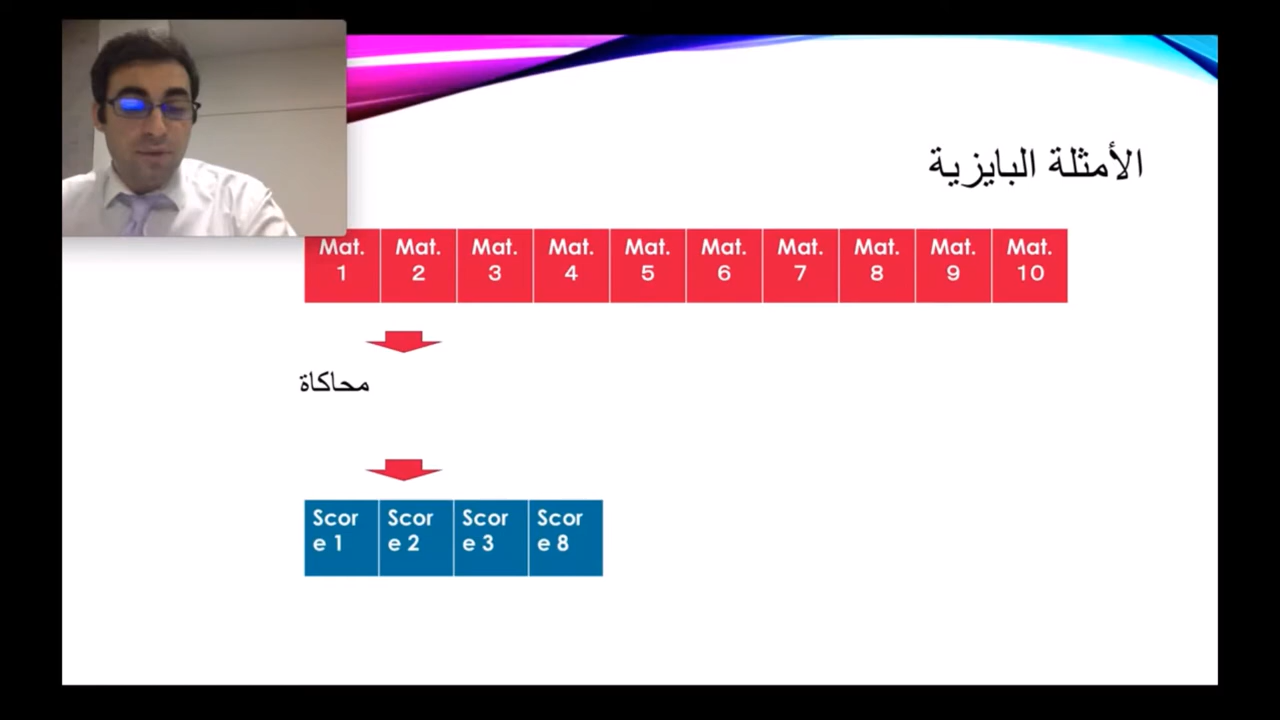 الأمثلة البايزية
Mat. 1 Mat. 2 Mat. 3 Mat. 4 Mat. 5 Mat. 6 Mat. 7 Mat. 8 Mat. 9 Mat. 10
محاكاة
Scor e 1 Scor e 2 Scor e 3 Scor e 8